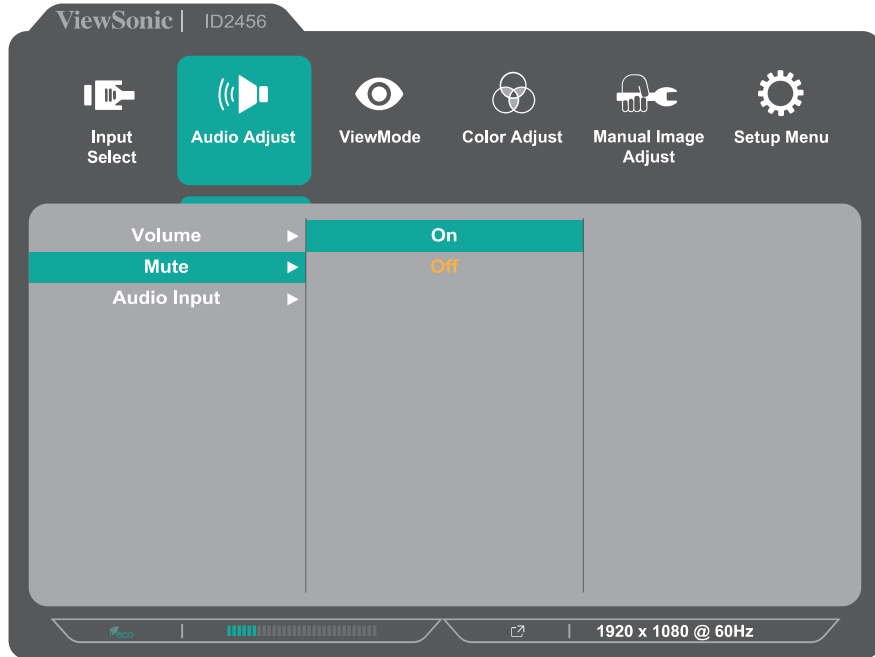 ViewSonic | ID2456
Input Select
Audio Adjust
ViewMode
Color Adjust
Manual Image Adjust
Setup Menu
Volume
On
Mute
Off
Audio Input
eco
1920 x 1080 @ 60Hz